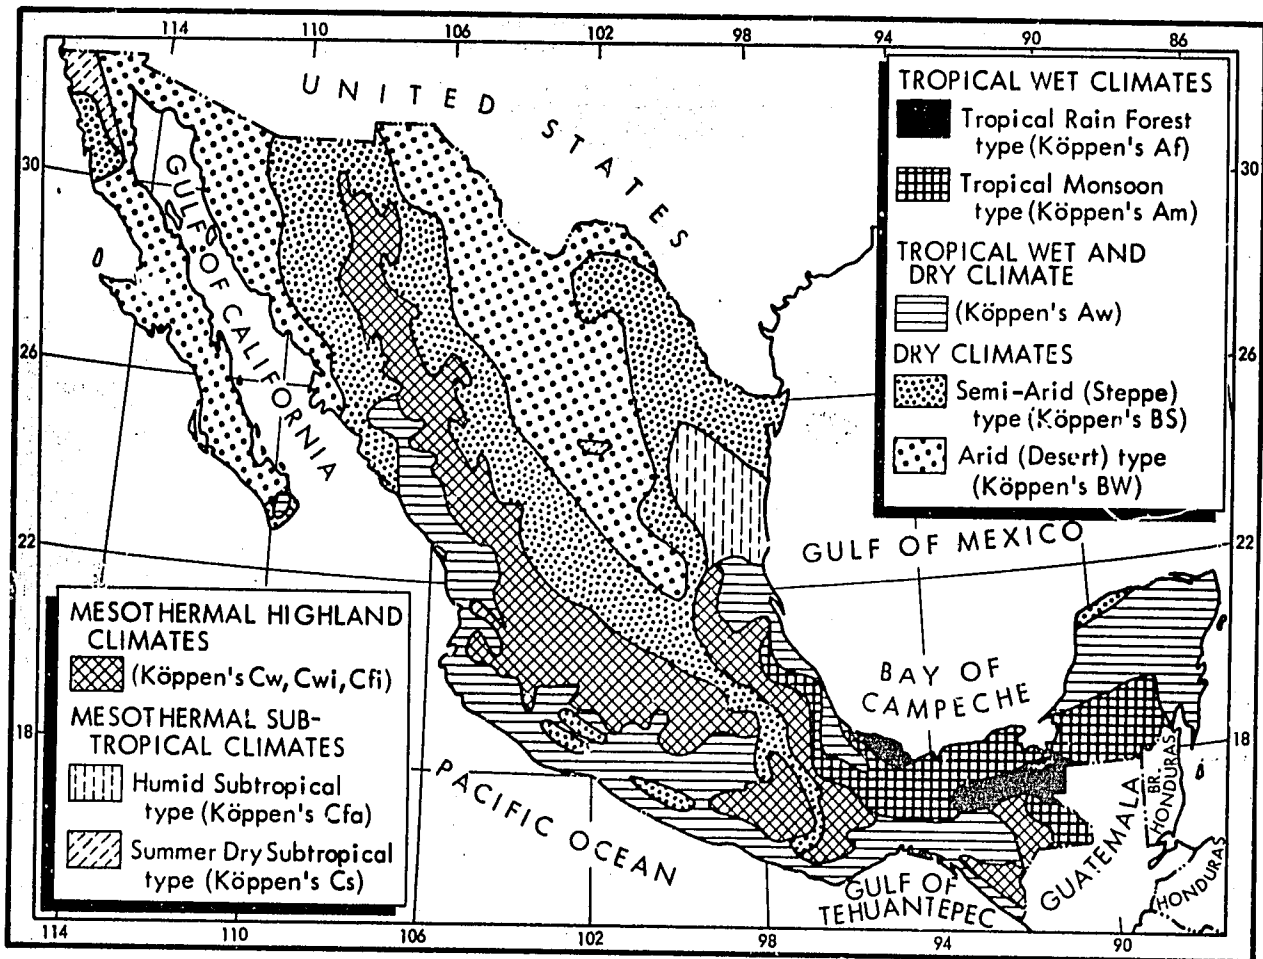 114
110
106
102
98
94
90
86
UNITED STATES
TROPICAL WET CLIMATES
Tropical Rain Forest
type (Köppen's Af)
Tropical Monsoon
type (Köppen's Am)
TROPICAL WET AND
DRY CLIMATE
(Köppen's Aw)
DRY CLIMATES
Semi-Arid (Steppe)
type (Köppen's BS)
Arid (Desert) type
(Köppen's BW)
30
30
GULF OF CALIFORNIA
26
26
22
22
GULF OF MEXICO
MESOTHERMAL HIGHLAND
CLIMATES
(Köppen's Cw, Cwi, Cfi)
MESOTHERMAL SUB-
TROPICAL CLIMATES
Humid Subtropical
type (Köppen's Cfa)
Summer Dry Subtropical
type (Köppen's Cs)
BAY OF
CAMPECHE
18
18
PACIFIC OCEAN
BR.
HONDURAS
GUATEMALA
HONDURAS
GULF OF
TEHUANTEPEC
114
110
106
102
98
94
90